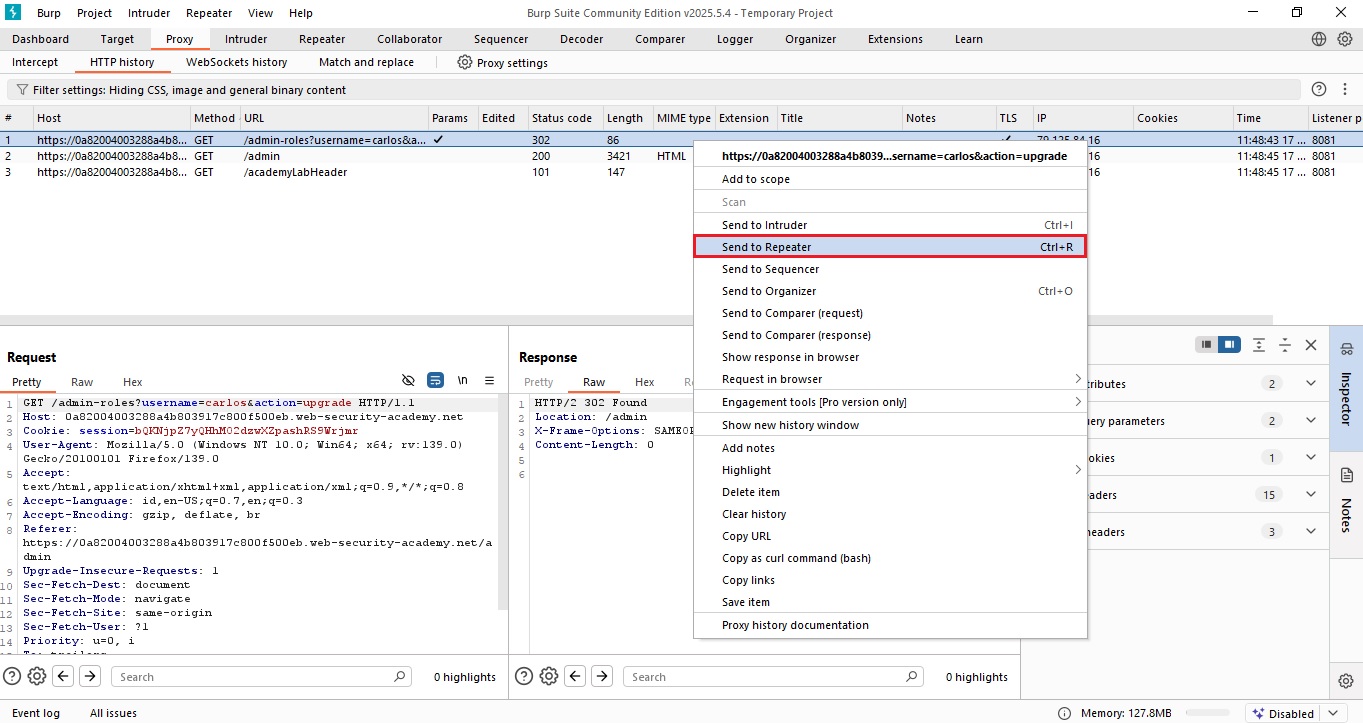 Burp Project Intruder Repeater View Help Burp Suite Community Edition v2025.5.4 - Temporary Project
Dashboard Target Proxy Intruder Repeater Collaborator Sequencer Decoder Comparer Logger Organizer Extensions Learn
Intercept HTTP history WebSockets history Match and replace Proxy settings
Filter settings: Hiding CSS, image and general binary content
# Host Method URL Params Edited Status code Length MIME type Extension Title Notes TLS IP Cookies Time Listener p
1 https://0a82004003288a4b8... GET /admin-roles?username=carlos&a... ✓ 302 86 ✓ 79.125.84.16 11:48:43 17 ... 8081
2 https://0a82004003288a4b8... GET /admin 200 3421 HTML 16 11:48:45 17 ... 8081
3 https://0a82004003288a4b8... GET /academyLabHeader 101 147 16 11:48:45 17 ... 8081
https://0a82004003288a4b8039...sername=carlos&action=upgrade
Add to scope
Scan
Send to Intruder Ctrl+I
Send to Repeater Ctrl+R
Send to Sequencer
Send to Organizer Ctrl+O
Send to Comparer (request)
Send to Comparer (response)
Show response in browser
Request in browser
Engagement tools [Pro version only]
Show new history window
Add notes
Highlight
Delete item
Clear history
Copy URL
Copy as curl command (bash)
Copy links
Save item
Proxy history documentation
Request
Pretty Raw Hex \n
1 GET /admin-roles?username=carlos&action=upgrade HTTP/1.1
2 Host: 0a82004003288a4b803917c800f500eb.web-security-academy.net
3 Cookie: session=bQKNjpZ7yQHhM02dzwXZpashRS9Wrjmr
4 User-Agent: Mozilla/5.0 (Windows NT 10.0; Win64; x64; rv:139.0)
Gecko/20100101 Firefox/139.0
5 Accept:
text/html,application/xhtml+xml,application/xml;q=0.9,*/*;q=0.8
6 Accept-Language: id,en-US;q=0.7,en;q=0.3
7 Accept-Encoding: gzip, deflate, br
8 Referer:
https://0a82004003288a4b803917c800f500eb.web-security-academy.net/a
dmin
9 Upgrade-Insecure-Requests: 1
10 Sec-Fetch-Dest: document
11 Sec-Fetch-Mode: navigate
12 Sec-Fetch-Site: same-origin
13 Sec-Fetch-User: ?1
14 Priority: u=0, i
Response
Pretty Raw Hex
1 HTTP/2 302 Found
2 Location: /admin
3 X-Frame-Options: SAMEOR
4 Content-Length: 0
5
6
tributes 2
uery parameters 2
okies 1
eaders 15
headers 3
Inspector
Notes
Search 0 highlights
Search 0 highlights
Event log All issues Memory: 127.8MB Disabled